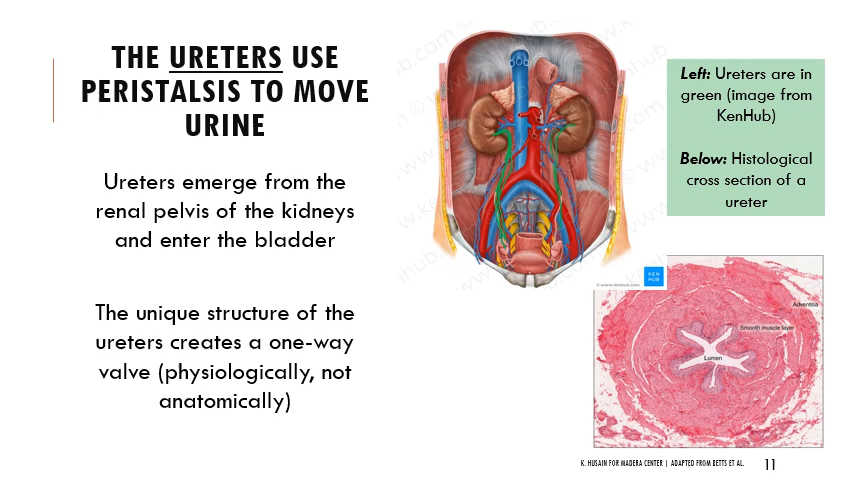 THE URETERS USE
PERISTALSIS TO MOVE
URINE
Ureters emerge from the
renal pelvis of the kidneys
and enter the bladder
The unique structure of the
ureters creates a one-way
valve (physiologically, not
anatomically)
Left: Ureters are in
green (image from
KenHub)
Below: Histological
cross section of a
ureter
© www.kenhub.com
KEN
HUB
Adventitia
Smooth muscle layer
Lumen
K. HUSAIN FOR MADERA CENTER | ADAPTED FROM BETTS ET AL.
11